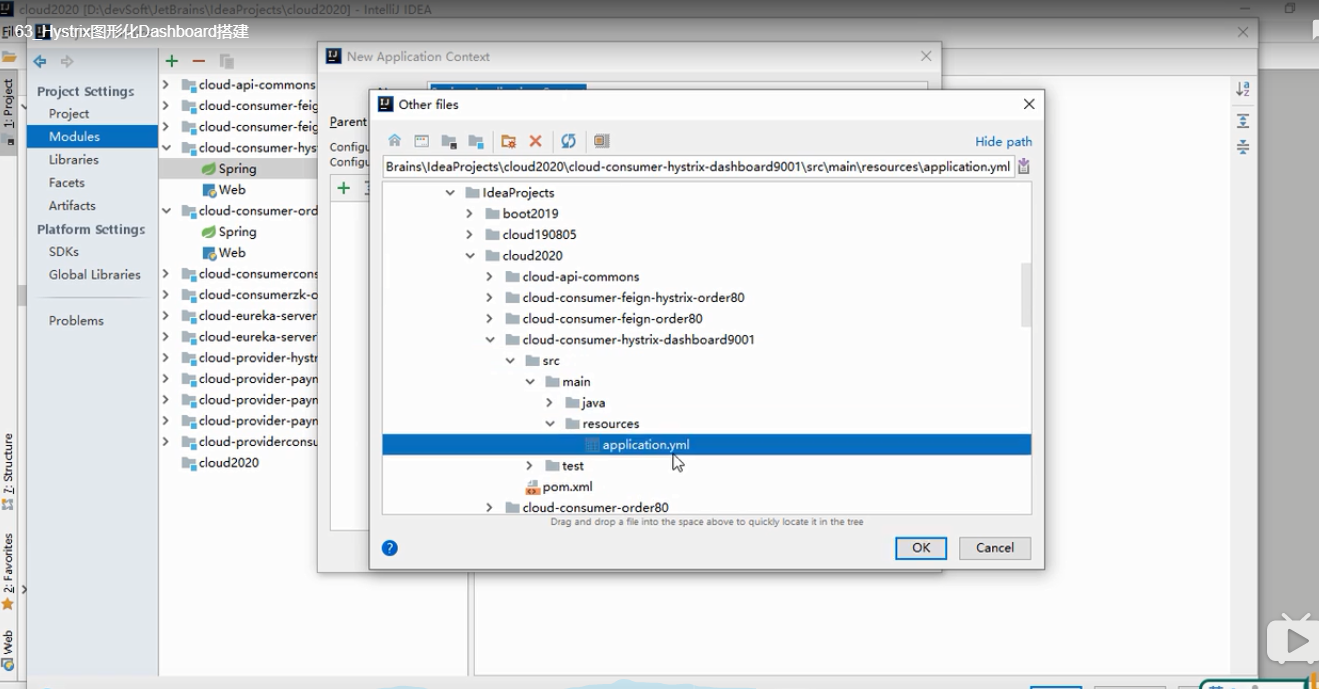 cloud2020 [D:\devSoft\JetBrains\IdeaProjects\cloud2020] - IntelliJ IDEA
63_Hystrix图形化Dashboard搭建
New Application Context
Project Settings
Project
Modules
Libraries
Facets
Artifacts
Platform Settings
SDKs
Global Libraries
Problems
1: Project
7: Structure
2: Favorites
Web
cloud-api-commons
cloud-consumer-feig
cloud-consumer-feig
cloud-consumer-hys
Spring
Web
cloud-consumer-ord
Spring
Web
cloud-consumercons
cloud-consumerzk-o
cloud-eureka-server
cloud-eureka-server
cloud-provider-hystr
cloud-provider-payn
cloud-provider-payn
cloud-provider-payn
cloud-providerconsu
cloud2020
Parent
Configu
Configu
Other files
Hide path
Brains\IdeaProjects\cloud2020\cloud-consumer-hystrix-dashboard9001\src\main\resources\application.yml
IdeaProjects
boot2019
cloud190805
cloud2020
cloud-api-commons
cloud-consumer-feign-hystrix-order80
cloud-consumer-feign-order80
cloud-consumer-hystrix-dashboard9001
src
main
java
resources
application.yml
test
pom.xml
cloud-consumer-order80
Drag and drop a file into the space above to quickly locate it in the tree
OK
Cancel